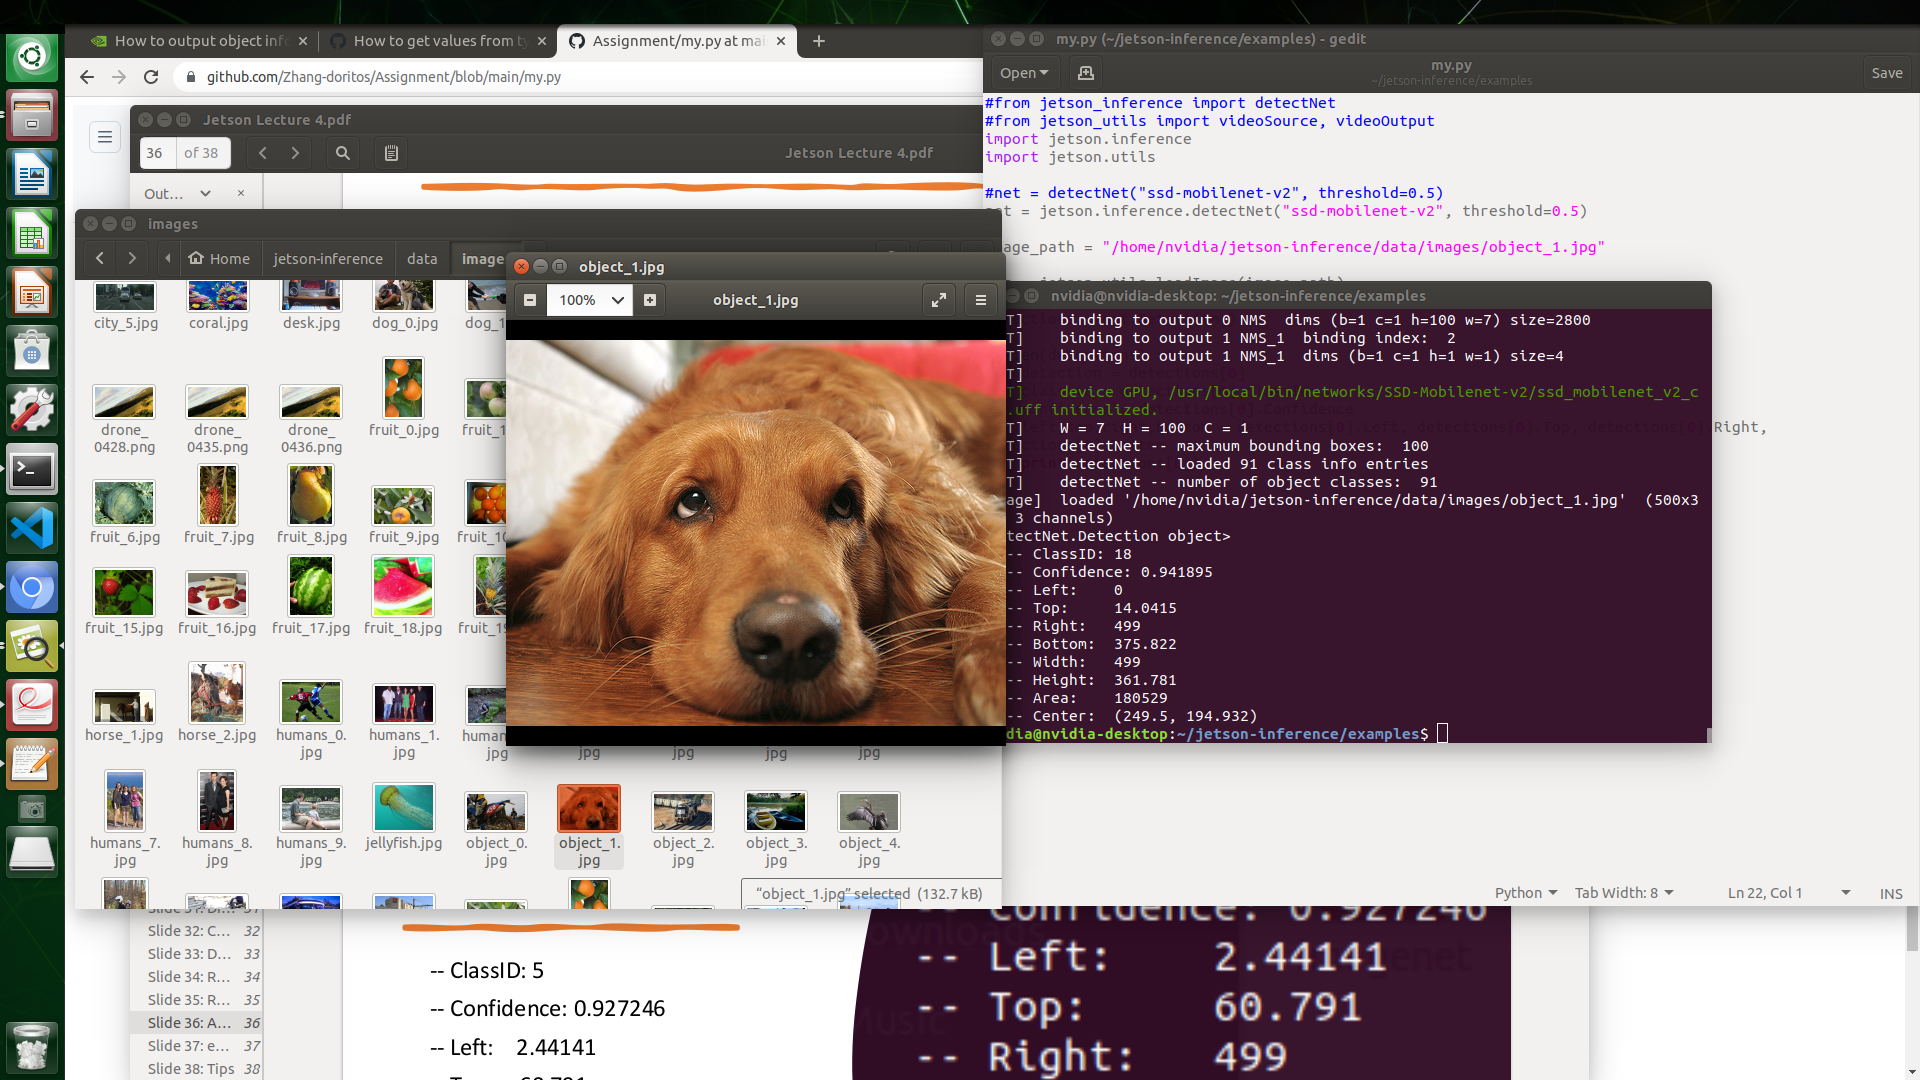 How to output object info
How to get values from ty
Assignment/my.py at mai
github.com/Zhang-doritos/Assignment/blob/main/my.py
Jetson Lecture 4.pdf
36 of 38
Jetson Lecture 4.pdf
Out...
images
Home
jetson-inference
data
image
city_5.jpg
coral.jpg
desk.jpg
dog_0.jpg
dog_1
drone_
0428.png
drone_
0435.png
drone_
0436.png
fruit_0.jpg
fruit_1
fruit_6.jpg
fruit_7.jpg
fruit_8.jpg
fruit_9.jpg
fruit_10
fruit_15.jpg
fruit_16.jpg
fruit_17.jpg
fruit_18.jpg
fruit_19
horse_1.jpg
horse_2.jpg
humans_0.
jpg
humans_1.
jpg
human
jpg
jpg
jpg
jpg
jpg
humans_7.
jpg
humans_8.
jpg
humans_9.
jpg
jellyfish.jpg
object_0.
jpg
object_1.
jpg
object_2.
jpg
object_3.
jpg
object_4.
jpg
"object_1.jpg" selected (132.7 kB)
object_1.jpg
100%
object_1.jpg
my.py (~/jetson-inference/examples) - gedit
Open
my.py
~/jetson-inference/examples
Save
#from jetson_inference import detectNet
#from jetson_utils import videoSource, videoOutput
import jetson.inference
import jetson.utils
#net = detectNet("ssd-mobilenet-v2", threshold=0.5)
et = jetson.inference.detectNet("ssd-mobilenet-v2", threshold=0.5)
age_path = "/home/nvidia/jetson-inference/data/images/object_1.jpg"
Right,
nvidia@nvidia-desktop: ~/jetson-inference/examples
T] binding to output 0 NMS dims (b=1 c=1 h=100 w=7) size=2800
T] binding to output 1 NMS_1 binding index: 2
T] binding to output 1 NMS_1 dims (b=1 c=1 h=1 w=1) size=4
T]
T] device GPU, /usr/local/bin/networks/SSD-Mobilenet-v2/ssd_mobilenet_v2_c
.uff initialized.
T] W = 7 H = 100 C = 1
T] detectNet -- maximum bounding boxes: 100
T] detectNet -- loaded 91 class info entries
T] detectNet -- number of object classes: 91
age] loaded '/home/nvidia/jetson-inference/data/images/object_1.jpg' (500x3
3 channels)
tectNet.Detection object>
-- ClassID: 18
-- Confidence: 0.941895
-- Left: 0
-- Top: 14.0415
-- Right: 499
-- Bottom: 375.822
-- Width: 499
-- Height: 361.781
-- Area: 180529
-- Center: (249.5, 194.932)
dia@nvidia-desktop:~/jetson-inference/examples$
Python
Tab Width: 8
Ln 22, Col 1
INS
Slide 32: C... 32
Slide 33: D... 33
Slide 34: R... 34
Slide 35: R... 35
Slide 36: A... 36
Slide 37: e... 37
Slide 38: Tips 38
-- ClassID: 5
-- Confidence: 0.927246
-- Left: 2.44141
-- Confidence: 0.927246
-- Left: 2.44141
-- Top: 60.791
-- Right: 499